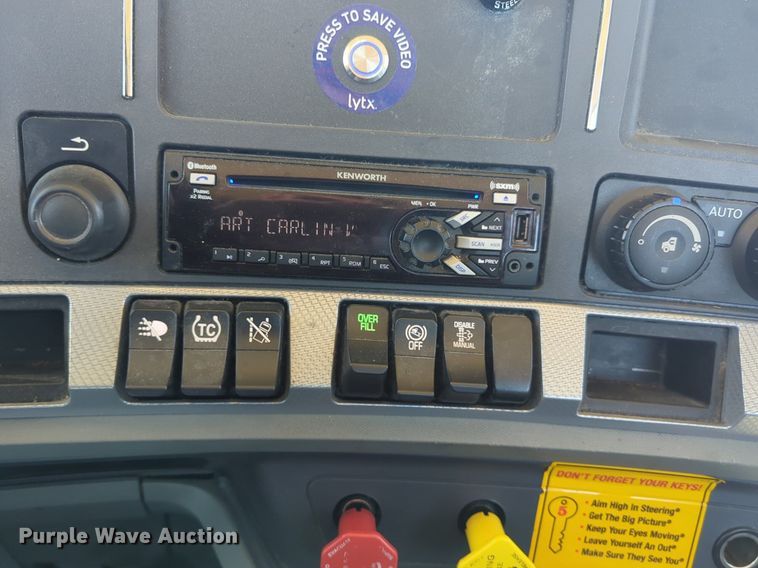 STEEL
PRESS TO SAVE VIDEO
lytx.
Bluetooth
KENWORTH
((SXM))
PAIRING
X2 REDIAL
MENU • OK
PWR
ART CARLIN W
NEXT
SCAN
PREV
1
2
3
4 RPT
5 RDM
6 ESC
AUTO
TC
OVER
FILL
OFF
DISABLE
MANUAL
DON'T FORGET YOUR KEYS!
5
• Aim High In Steering®
• Get The Big Picture®
• Keep Your Eyes Moving®
• Leave Yourself An Out®
• Make Sure They See You®
Purple Wave Auction